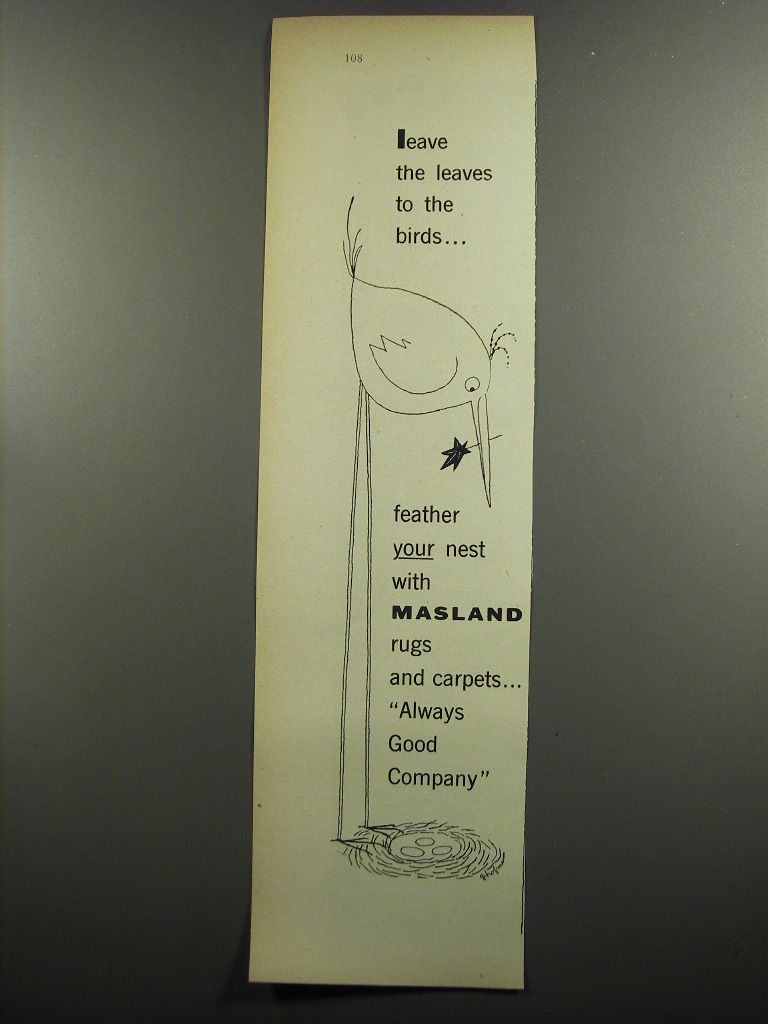 108
leave
the leaves
to the
birds...
feather
your nest
with
MASLAND
rugs
and carpets...
“Always
Good
Company”